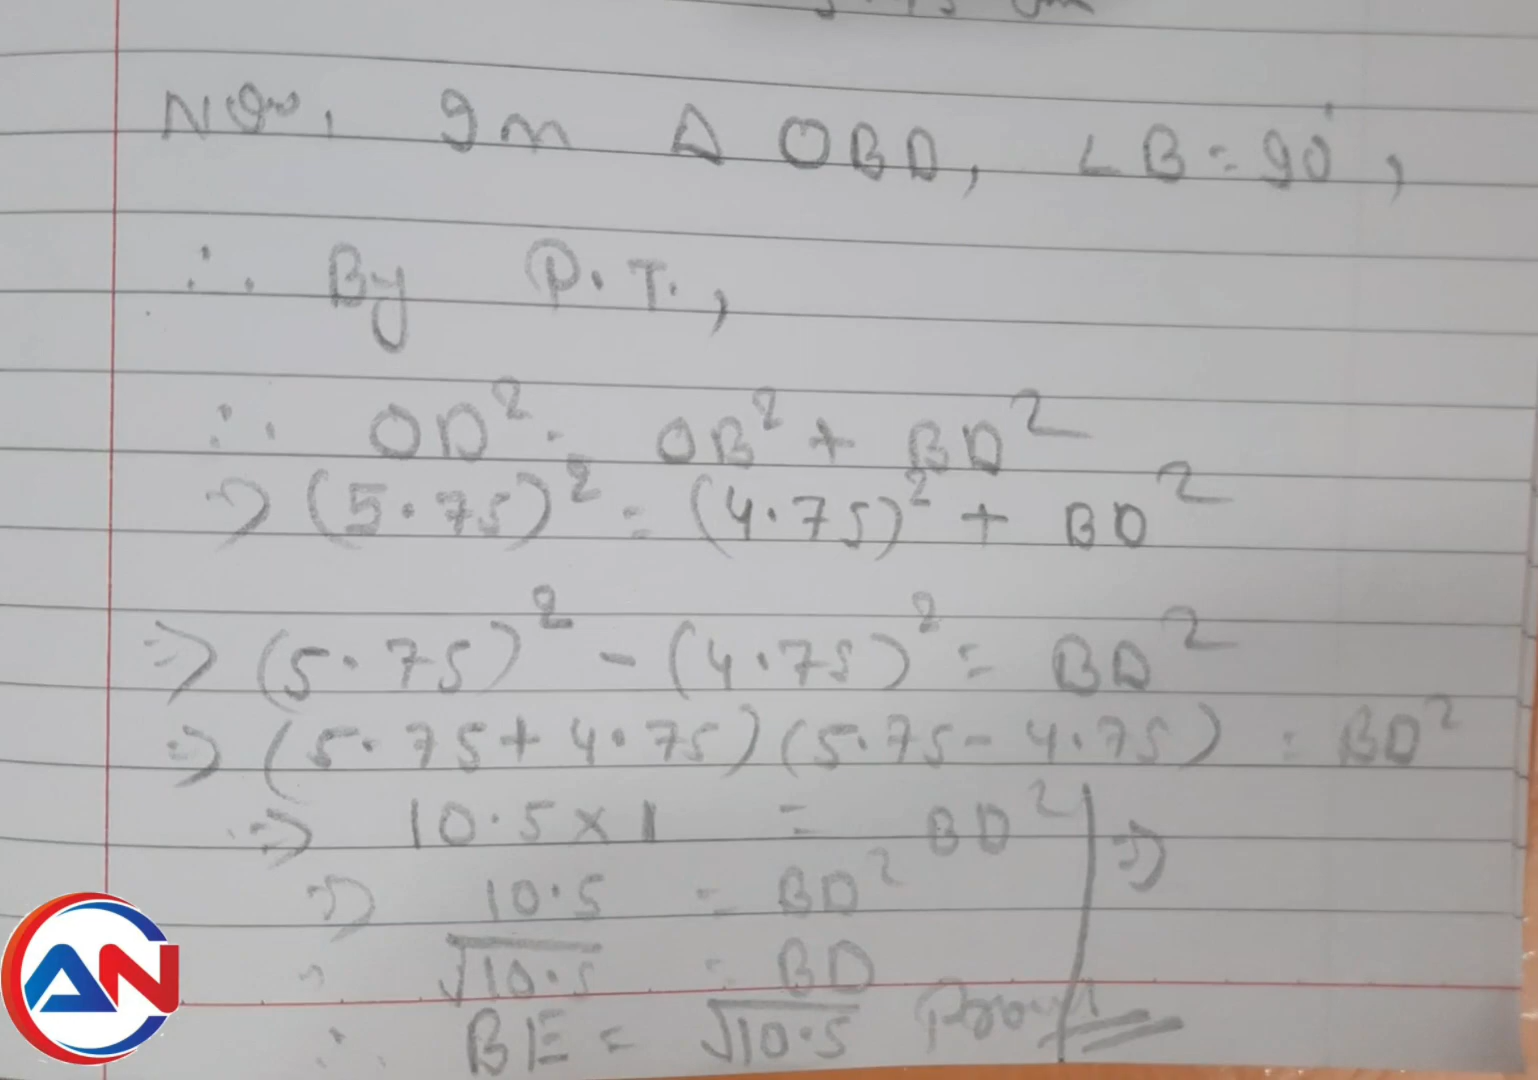 Now, In Δ OBD, ∠B = 90°,
∴ By P.T.,
∴ OD² = OB² + BD²
⇒ (5.75)² = (4.75)² + BD²
⇒ (5.75)² - (4.75)² = BD²
⇒ (5.75 + 4.75) (5.75 - 4.75) = BD²
⇒ 10.5 × 1 = BD² ⇒
⇒ 10.5 = BD²
⇒ √10.5 = BD
∴ BE = √10.5 Proof
AN